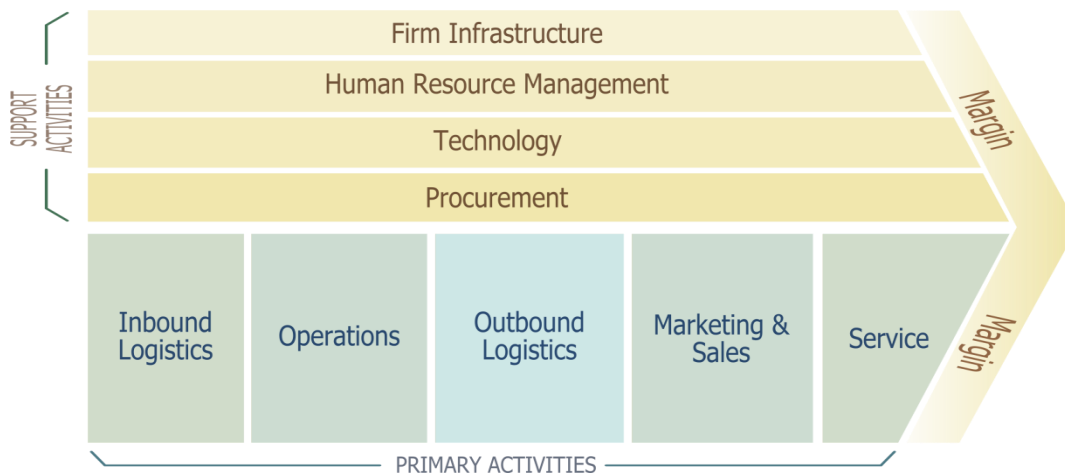 SUPPORT
ACTIVITIES
Firm Infrastructure
Human Resource Management
Technology
Procurement
Margin
Inbound
Logistics
Operations
Outbound
Logistics
Marketing &
Sales
Service
Margin
PRIMARY ACTIVITIES